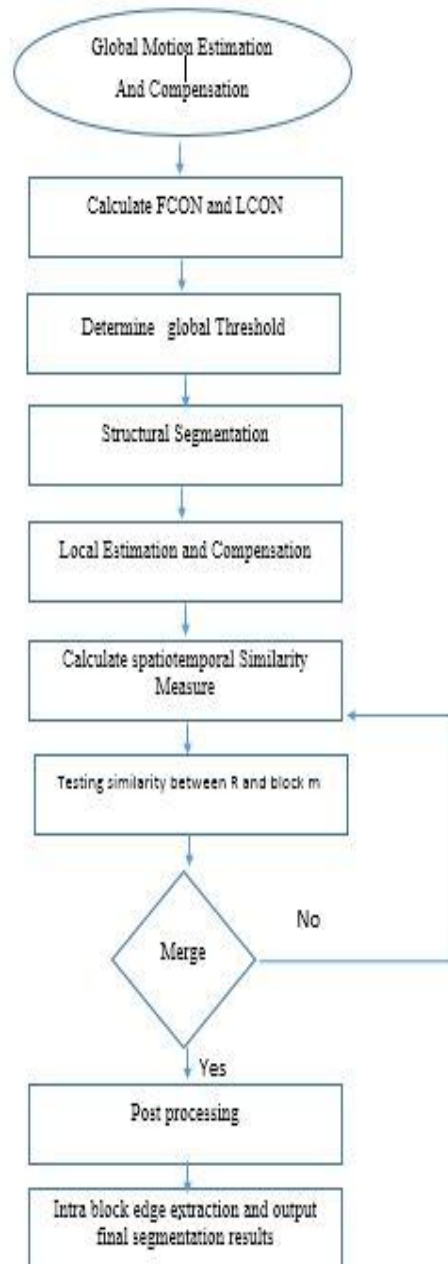 Global Motion Estimation
And Compensation
Calculate FCON and LCON
Determine global Threshold
Structural Segmentation
Local Estimation and Compensation
Calculate spatiotemporal Similarity
Measure
Testing similarity between R and block m
No
Merge
Yes
Post processing
Intra block edge extraction and output
final segmentation results